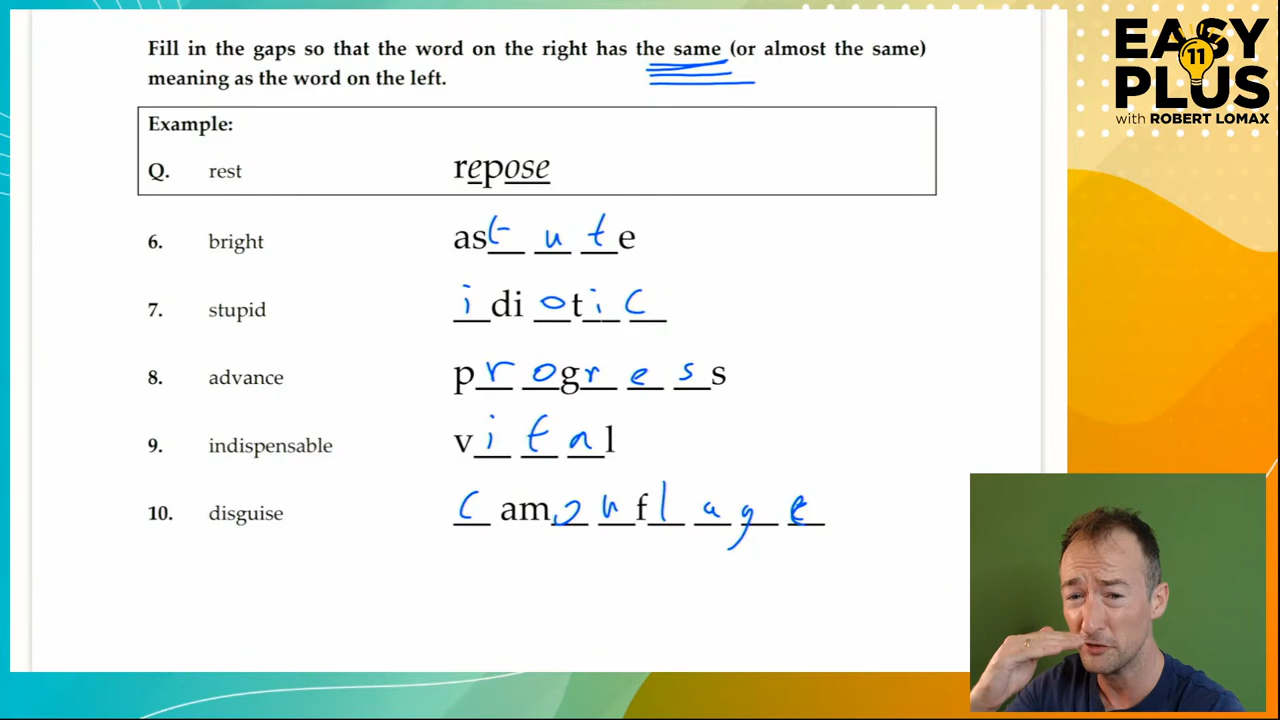 Fill in the gaps so that the word on the right has the same (or almost the same)
meaning as the word on the left.
Example:
Q. rest repose
6. bright astute
7. stupid idiotic
8. advance progress
9. indispensable vital
10. disguise camouflage
EASY
11
PLUS
with ROBERT LOMAX